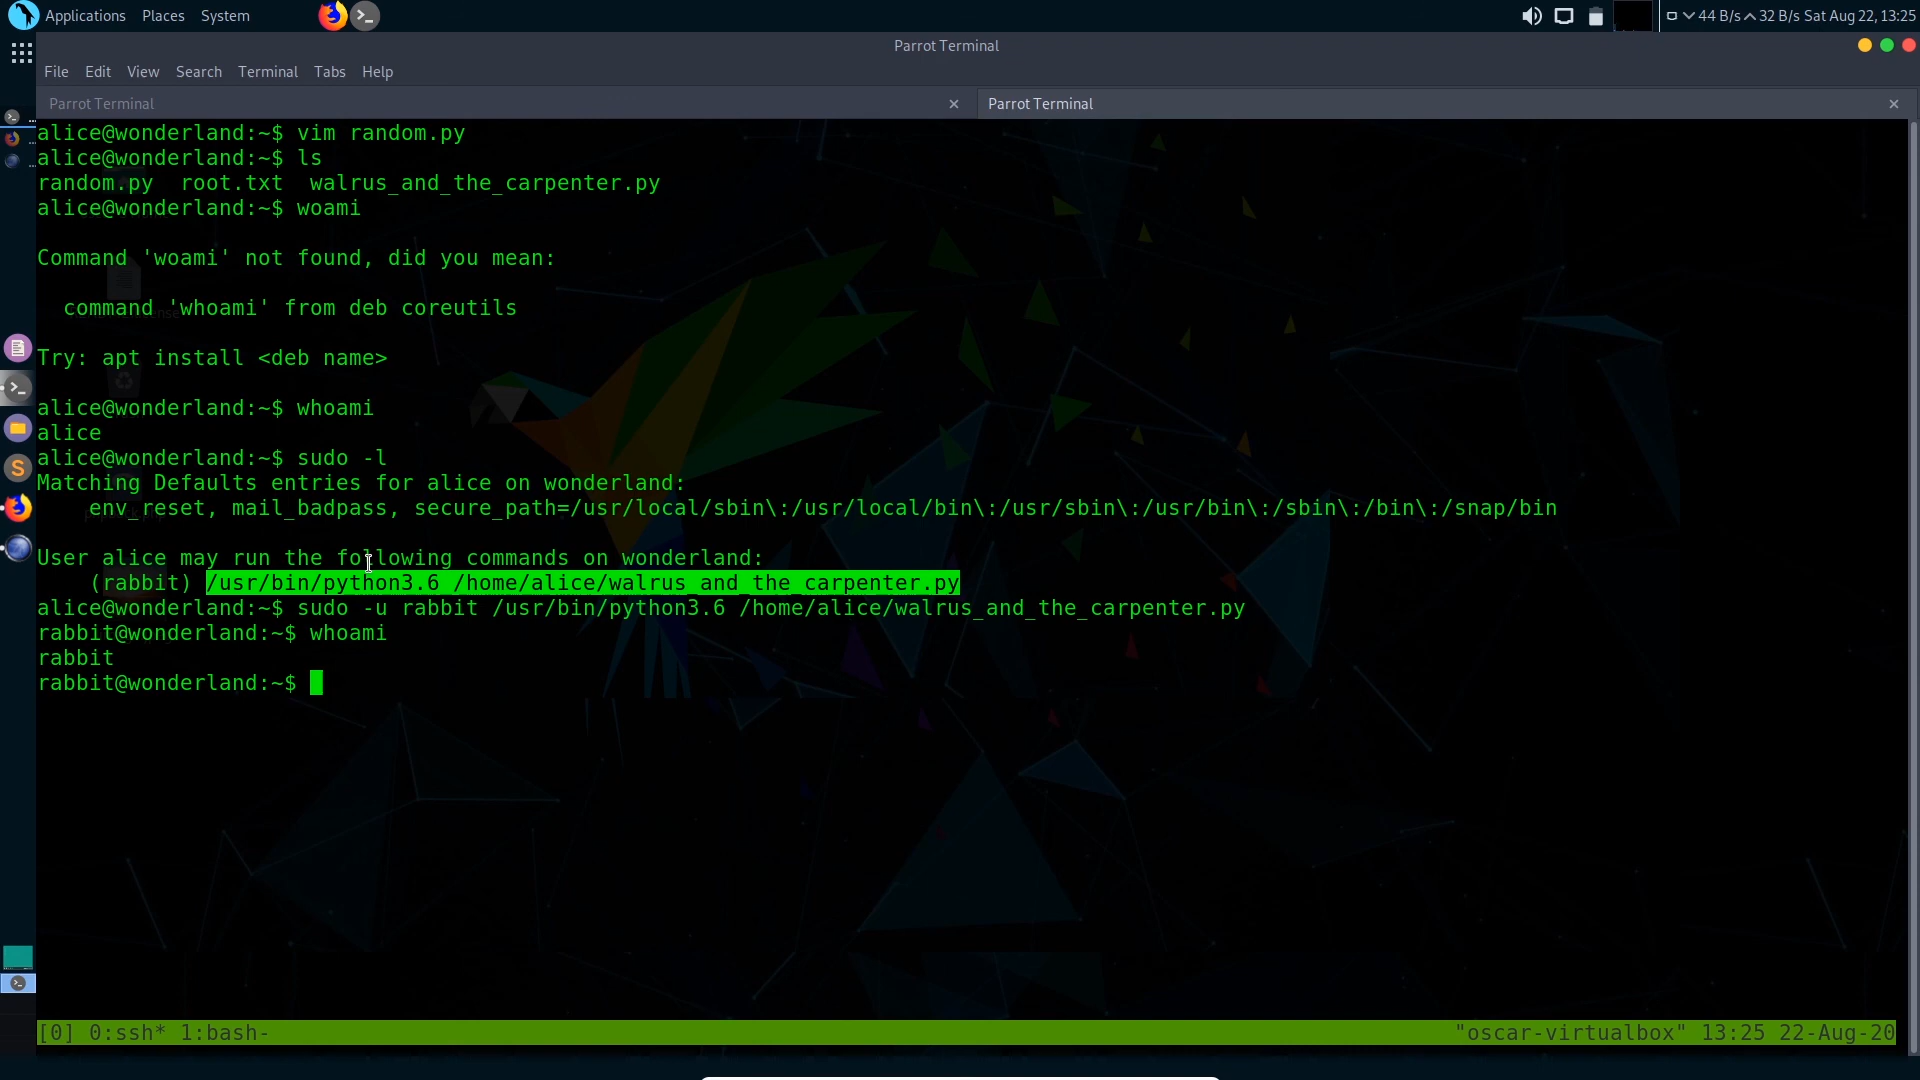 Applications Places System 44 B/s 32 B/s Sat Aug 22, 13:25
Parrot Terminal
File Edit View Search Terminal Tabs Help
Parrot Terminal Parrot Terminal
alice@wonderland:~$ vim random.py
alice@wonderland:~$ ls
random.py root.txt walrus_and_the_carpenter.py
alice@wonderland:~$ woami
Command 'woami' not found, did you mean:
command 'whoami' from deb coreutils
Try: apt install <deb name>
alice@wonderland:~$ whoami
alice
alice@wonderland:~$ sudo -l
Matching Defaults entries for alice on wonderland:
env_reset, mail_badpass, secure_path=/usr/local/sbin\:/usr/local/bin\:/usr/sbin\:/usr/bin\:/sbin\:/bin\:/snap/bin
User alice may run the following commands on wonderland:
(rabbit) /usr/bin/python3.6 /home/alice/walrus_and_the_carpenter.py
alice@wonderland:~$ sudo -u rabbit /usr/bin/python3.6 /home/alice/walrus_and_the_carpenter.py
rabbit@wonderland:~$ whoami
rabbit
rabbit@wonderland:~$
[0] 0:ssh* 1:bash- "oscar-virtualbox" 13:25 22-Aug-20